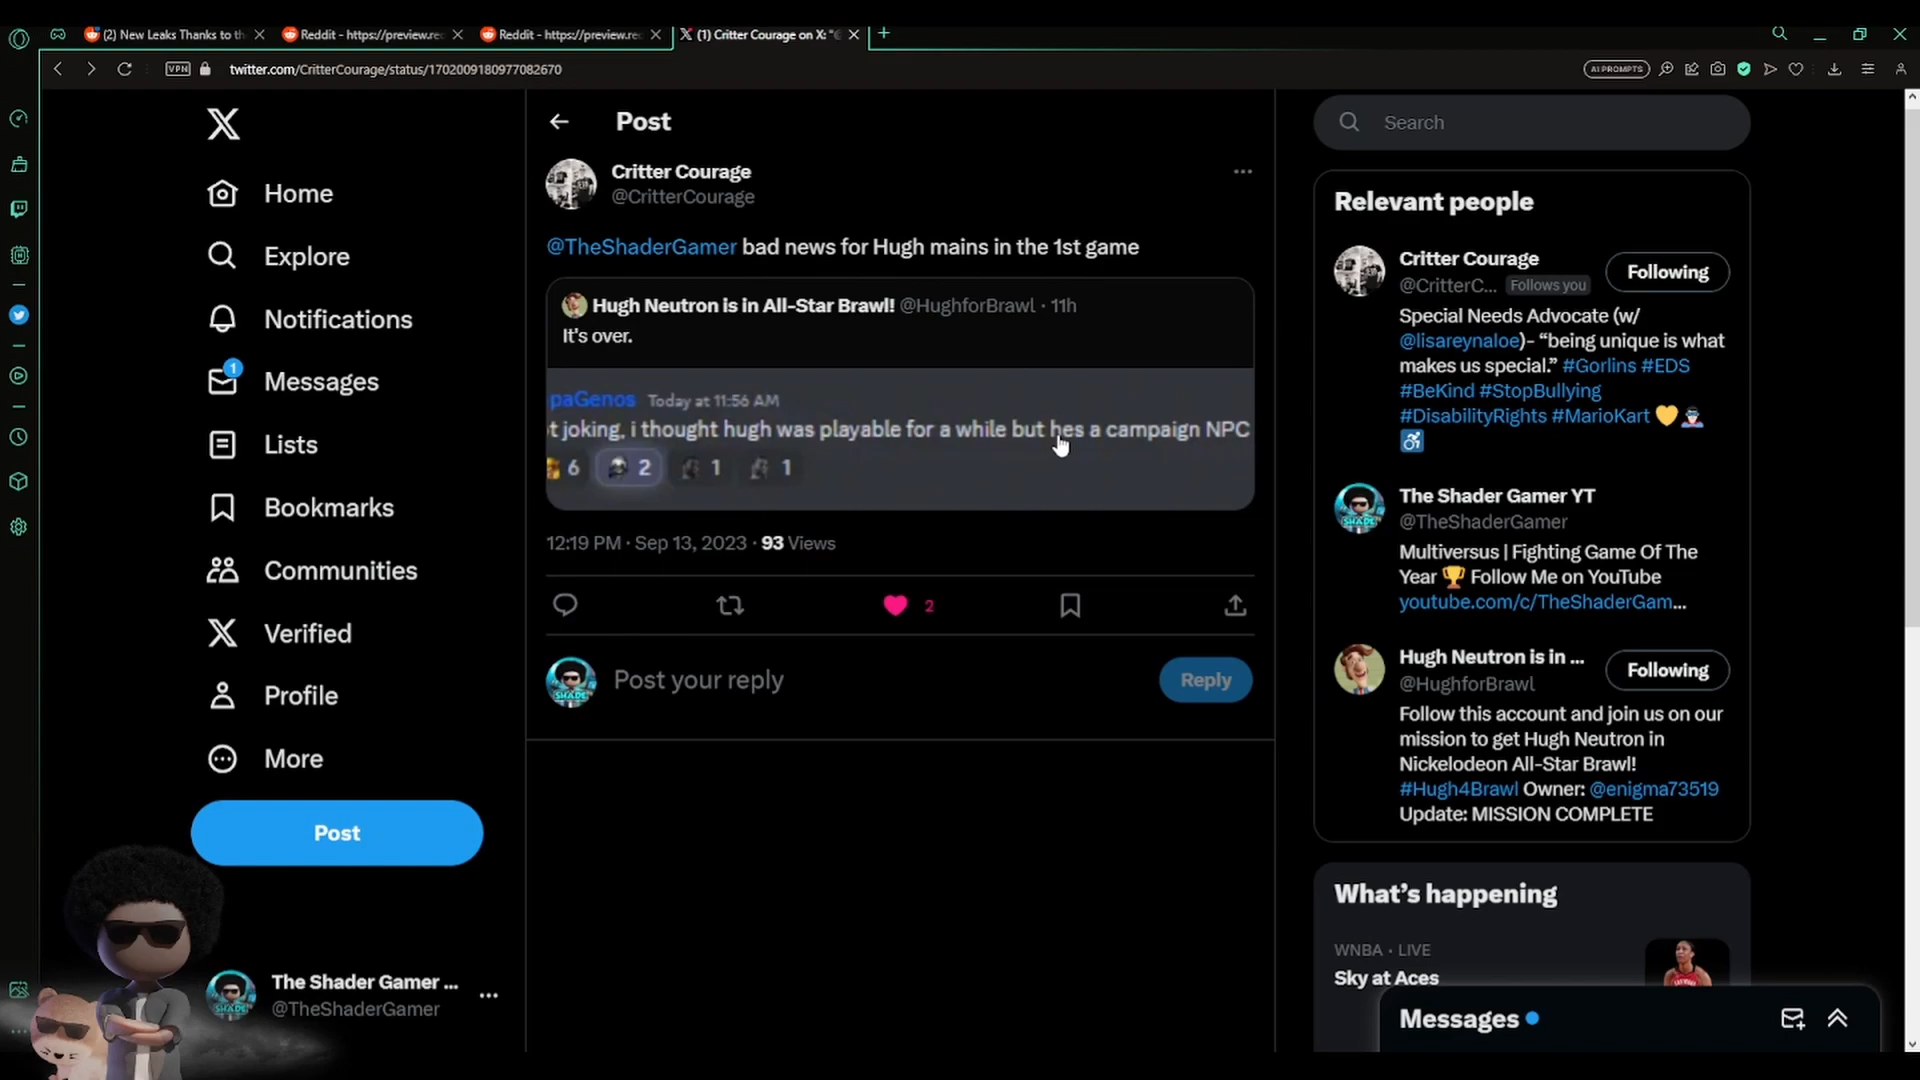 (2) New Leaks Thanks to th
Reddit - https://preview.rec
Reddit - https://preview.rec
(1) Critter Courage on X: "@
VPN
twitter.com/CritterCourage/status/1702009180977082670
AI PROMPTS
Home
Explore
Notifications
1
Messages
Lists
Bookmarks
Communities
Verified
Profile
More
Post
The Shader Gamer ...
@TheShaderGamer
Post
Critter Courage
@CritterCourage
@TheShaderGamer bad news for Hugh mains in the 1st game
Hugh Neutron is in All-Star Brawl! @HughforBrawl · 11h
It's over.
paGenos Today at 11:56 AM
t joking, i thought hugh was playable for a while but hes a campaign NPC
6 2 1 1
12:19 PM · Sep 13, 2023 · 93 Views
2
SHADE
Post your reply
Reply
Search
Relevant people
Critter Courage
@CritterC... Follows you
Following
Special Needs Advocate (w/
@lisareynaloe)- “being unique is what
makes us special.” #Gorlins #EDS
#BeKind #StopBullying
#DisabilityRights #MarioKart
The Shader Gamer YT
@TheShaderGamer
SHADE
Multiversus | Fighting Game Of The
Year Follow Me on YouTube
youtube.com/c/TheShaderGam...
Hugh Neutron is in ...
@HughforBrawl
Following
Follow this account and join us on our
mission to get Hugh Neutron in
Nickelodeon All-Star Brawl!
#Hugh4Brawl Owner: @enigma73519
Update: MISSION COMPLETE
What's happening
WNBA · LIVE
Sky at Aces
Messages